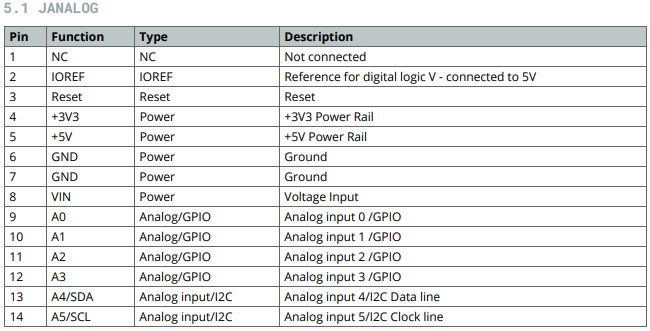 5.1 JANALOG
Pin Function Type Description
1 NC NC Not connected
2 IOREF IOREF Reference for digital logic V - connected to 5V
3 Reset Reset Reset
4 +3V3 Power +3V3 Power Rail
5 +5V Power +5V Power Rail
6 GND Power Ground
7 GND Power Ground
8 VIN Power Voltage Input
9 A0 Analog/GPIO Analog input 0 /GPIO
10 A1 Analog/GPIO Analog input 1 /GPIO
11 A2 Analog/GPIO Analog input 2 /GPIO
12 A3 Analog/GPIO Analog input 3 /GPIO
13 A4/SDA Analog input/I2C Analog input 4/I2C Data line
14 A5/SCL Analog input/I2C Analog input 5/I2C Clock line